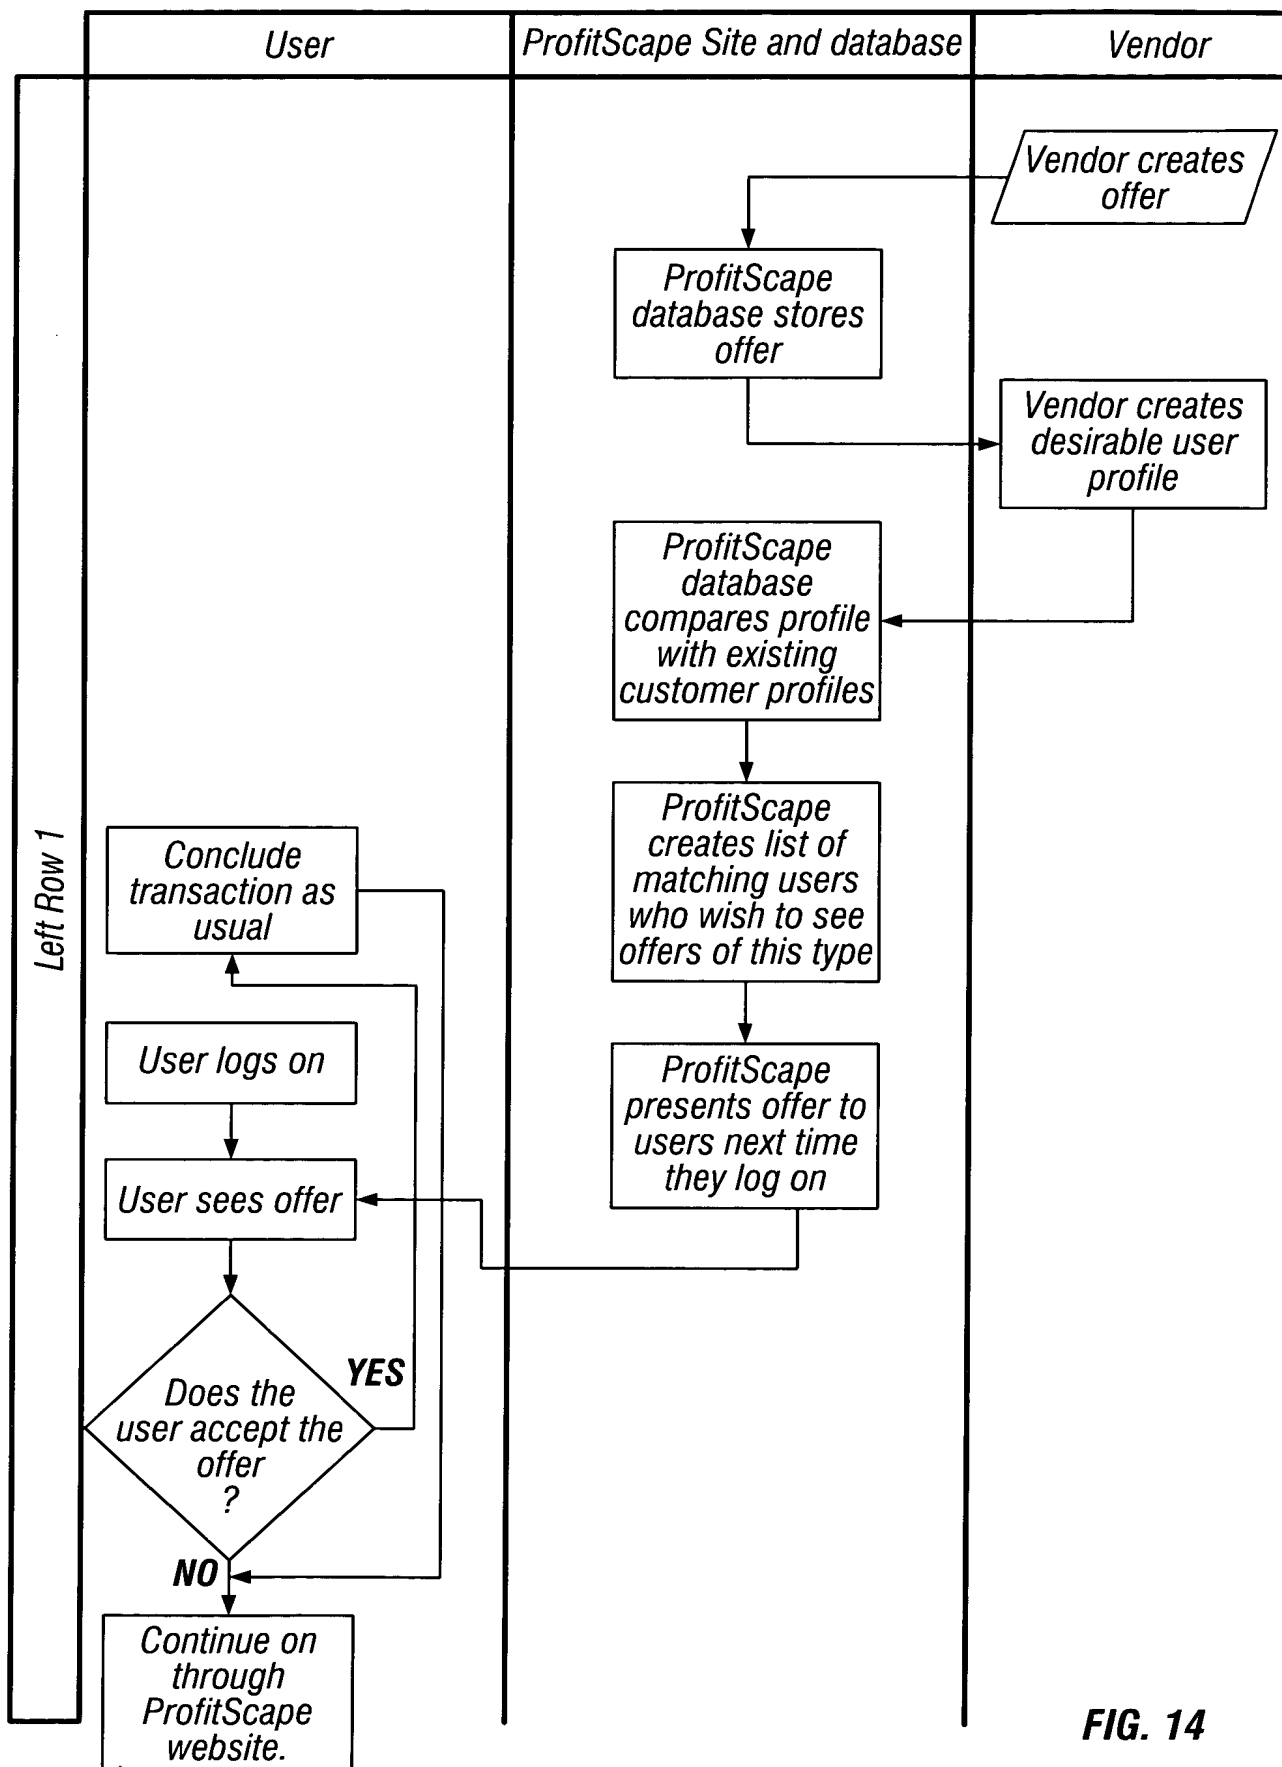 User
ProfitScape Site and database
Vendor
Left Row 1
Vendor creates
offer
ProfitScape
database stores
offer
Vendor creates
desirable user
profile
ProfitScape
database
compares profile
with existing
customer profiles
ProfitScape
creates list of
matching users
who wish to see
offers of this type
Conclude
transaction as
usual
User logs on
ProfitScape
presents offer to
users next time
they log on
User sees offer
YES
Does the
user accept the
offer
?
NO
Continue on
through
ProfitScape
website.
FIG. 14